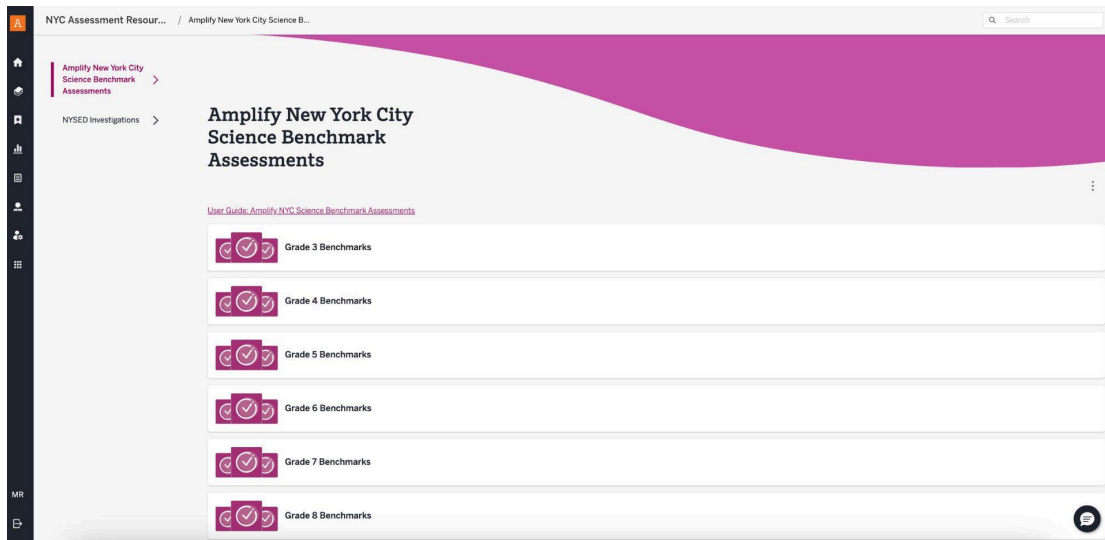 A
NYC Assessment Resour... / Amplify New York City Science B...
Search
Amplify New York City
Science Benchmark
Assessments
NYSED Investigations
Amplify New York City
Science Benchmark
Assessments
User Guide: Amplify NYC Science Benchmark Assessments
Grade 3 Benchmarks
Grade 4 Benchmarks
Grade 5 Benchmarks
Grade 6 Benchmarks
Grade 7 Benchmarks
Grade 8 Benchmarks
MR